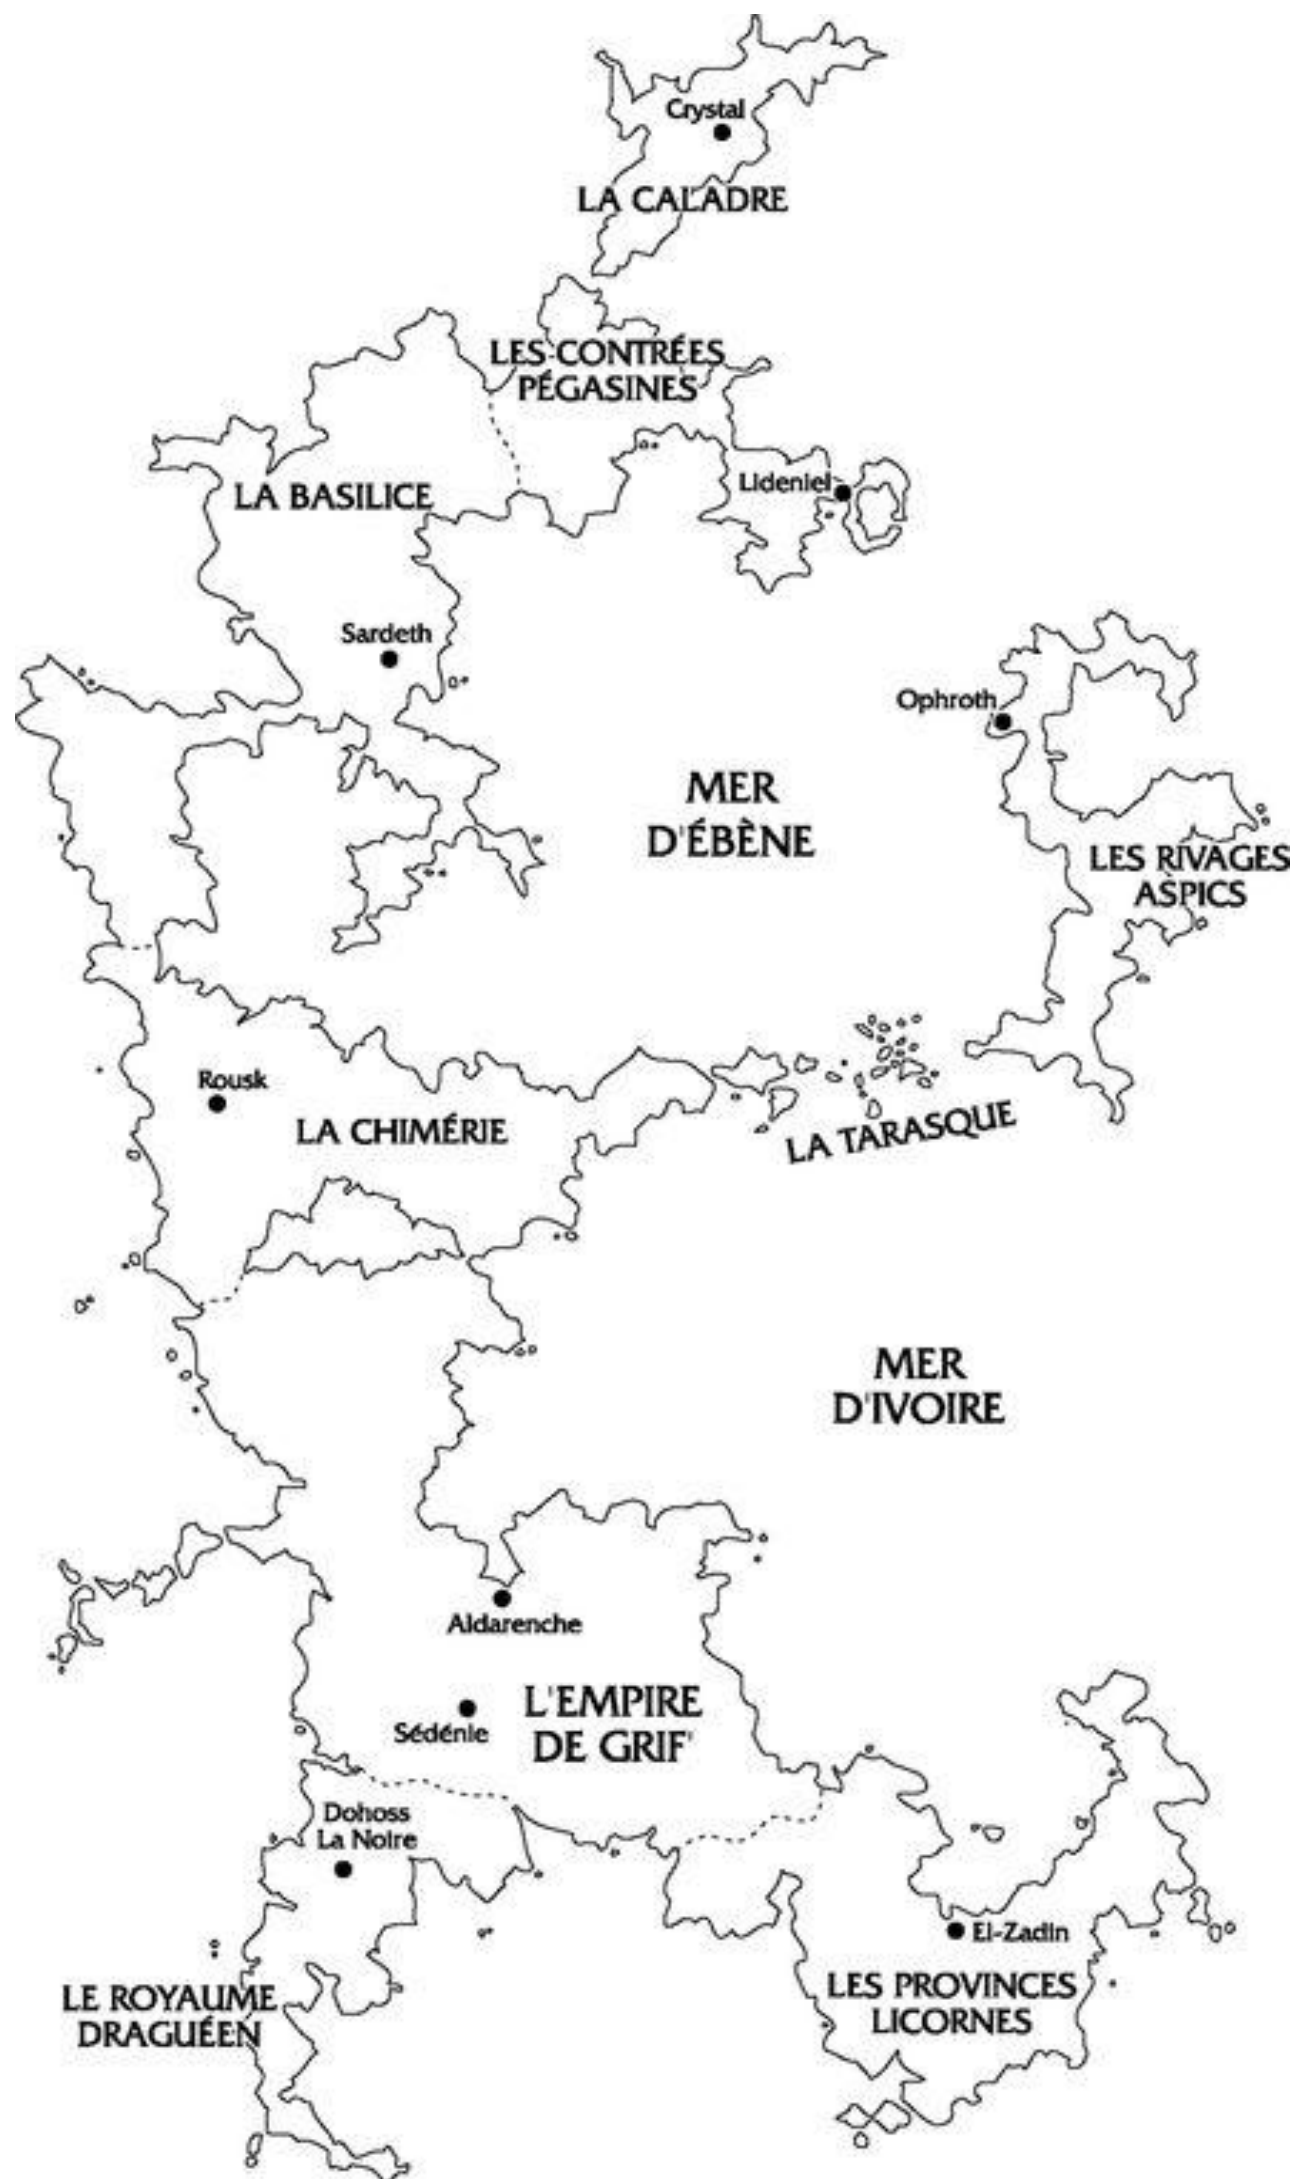 Crystal
LA CALADRE
LES CONTRÉES
PÉGASINES
Lideniel
LA BASILICE
Sardeth
Ophroth
MER
D'ÉBÈNE
LES RIVAGES
ASPICS
Rousk
LA CHIMÉRIE
LA TARASQUE
MER
D'IVOIRE
Aldarenche
L'EMPIRE
DE GRIF'
Sédénie
Dohoss
La Noire
El-Zadin
LES PROVINCES
LICORNES
LE ROYAUME
DRAGUÉEN